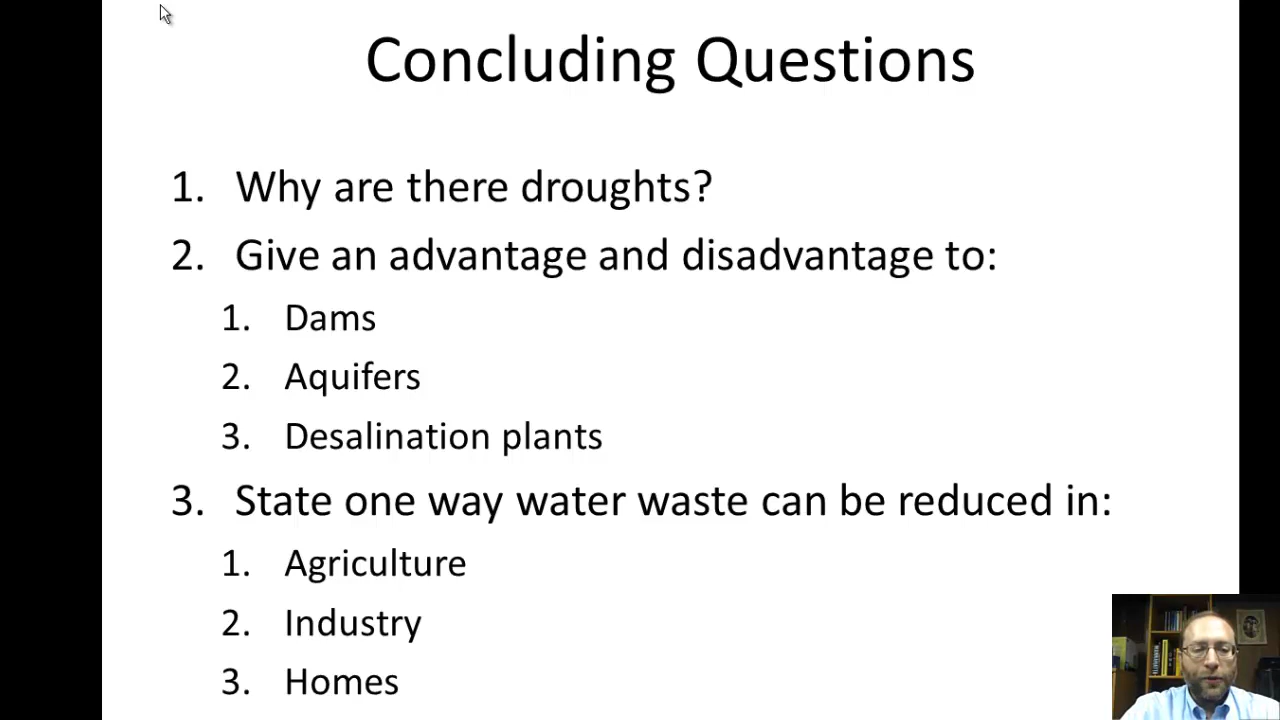 Concluding Questions
1. Why are there droughts?
2. Give an advantage and disadvantage to:
1. Dams
2. Aquifers
3. Desalination plants
3. State one way water waste can be reduced in:
1. Agriculture
2. Industry
3. Homes